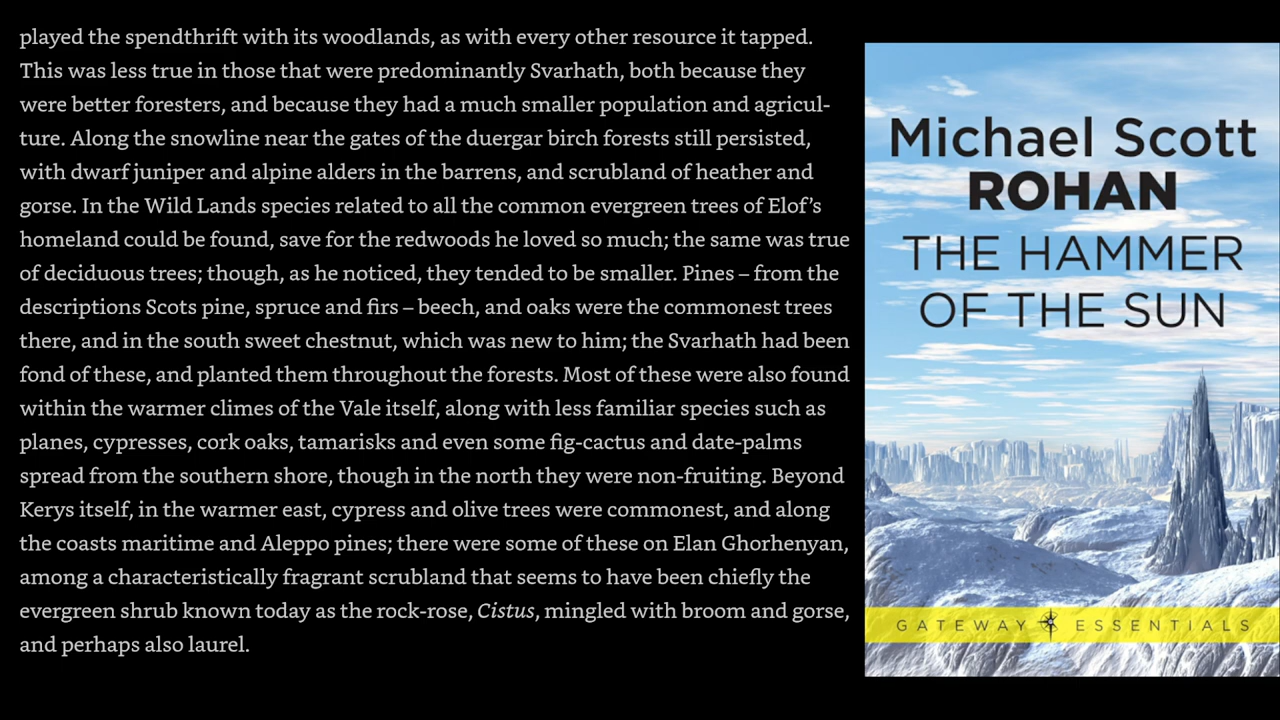 played the spendthrift with its woodlands, as with every other resource it tapped.
This was less true in those that were predominantly Svarhath, both because they
were better foresters, and because they had a much smaller population and agricul-
ture. Along the snowline near the gates of the duergar birch forests still persisted,
with dwarf juniper and alpine alders in the barrens, and scrubland of heather and
gorse. In the Wild Lands species related to all the common evergreen trees of Elof’s
homeland could be found, save for the redwoods he loved so much; the same was true
of deciduous trees; though, as he noticed, they tended to be smaller. Pines – from the
descriptions Scots pine, spruce and firs – beech, and oaks were the commonest trees
there, and in the south sweet chestnut, which was new to him; the Svarhath had been
fond of these, and planted them throughout the forests. Most of these were also found
within the warmer climes of the Vale itself, along with less familiar species such as
planes, cypresses, cork oaks, tamarisks and even some fig-cactus and date-palms
spread from the southern shore, though in the north they were non-fruiting. Beyond
Kerys itself, in the warmer east, cypress and olive trees were commonest, and along
the coasts maritime and Aleppo pines; there were some of these on Elan Ghorhenyan,
among a characteristically fragrant scrubland that seems to have been chiefly the
evergreen shrub known today as the rock-rose, Cistus, mingled with broom and gorse,
and perhaps also laurel.
Michael Scott
ROHAN
THE HAMMER
OF THE SUN
GATEWAY ESSENTIALS